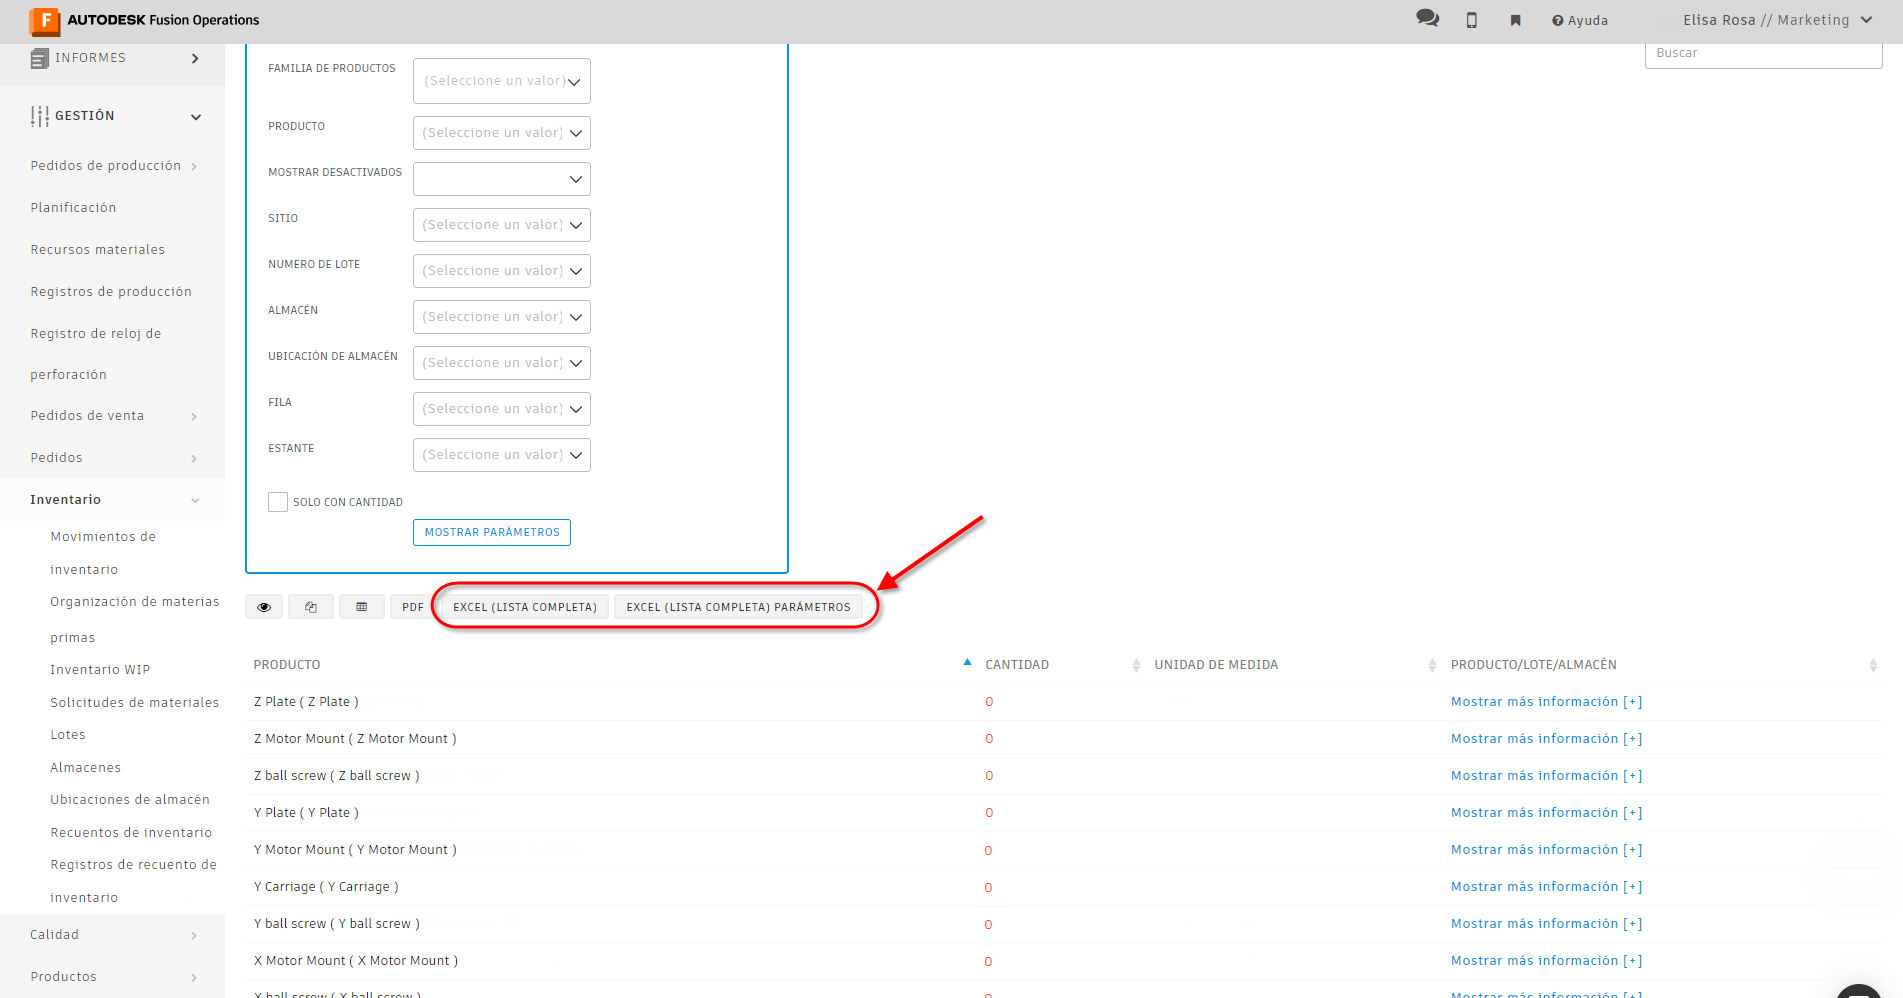 F AUTODESK Fusion Operations
Ayuda
Elisa Rosa // Marketing
INFORMES
GESTIÓN
Pedidos de producción
Planificación
Recursos materiales
Registros de producción
Registro de reloj de
perforación
Pedidos de venta
Pedidos
Inventario
Movimientos de
inventario
Organización de materias
primas
Inventario WIP
Solicitudes de materiales
Lotes
Almacenes
Ubicaciones de almacén
Recuentos de inventario
Registros de recuento de
inventario
Calidad
Productos
Buscar
FAMILIA DE PRODUCTOS (Seleccione un valor)
PRODUCTO (Seleccione un valor)
MOSTRAR DESACTIVADOS
SITIO (Seleccione un valor)
NUMERO DE LOTE (Seleccione un valor)
ALMACÉN (Seleccione un valor)
UBICACIÓN DE ALMACÉN (Seleccione un valor)
FILA (Seleccione un valor)
ESTANTE (Seleccione un valor)
SOLO CON CANTIDAD
MOSTRAR PARÁMETROS
PDF EXCEL (LISTA COMPLETA) EXCEL (LISTA COMPLETA) PARÁMETROS
PRODUCTO CANTIDAD UNIDAD DE MEDIDA PRODUCTO/LOTE/ALMACÉN
Z Plate ( Z Plate ) 0 Mostrar más información [+]
Z Motor Mount ( Z Motor Mount ) 0 Mostrar más información [+]
Z ball screw ( Z ball screw ) 0 Mostrar más información [+]
Y Plate ( Y Plate ) 0 Mostrar más información [+]
Y Motor Mount ( Y Motor Mount ) 0 Mostrar más información [+]
Y Carriage ( Y Carriage ) 0 Mostrar más información [+]
Y ball screw ( Y ball screw ) 0 Mostrar más información [+]
X Motor Mount ( X Motor Mount ) 0 Mostrar más información [+]
X ball screw ( X ball screw ) 0 Mostrar más información [+]